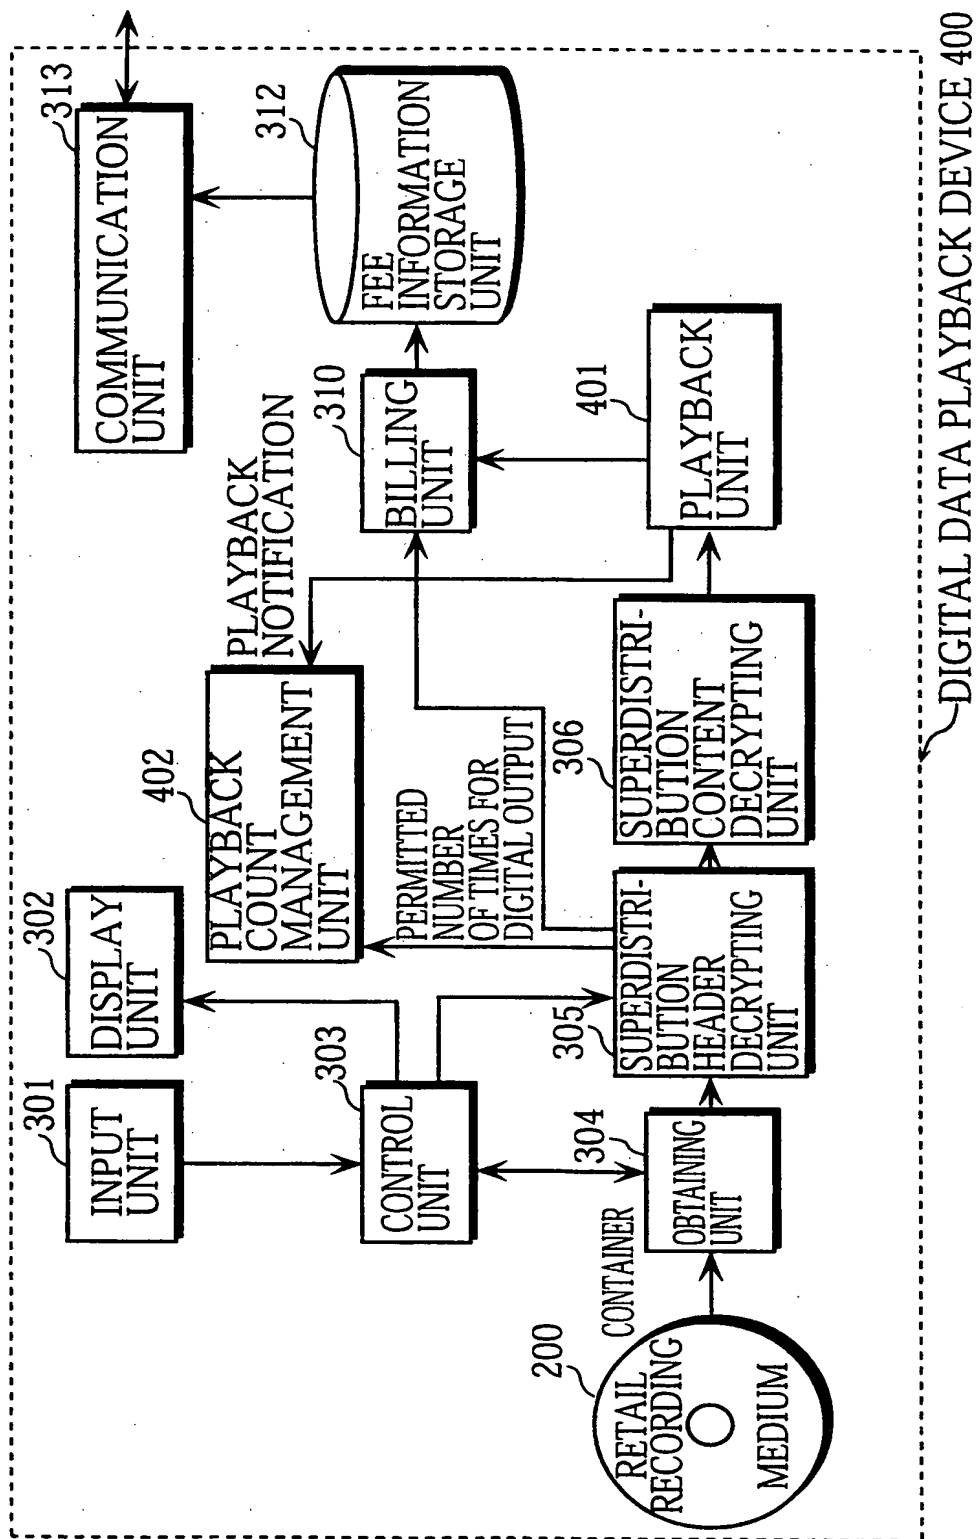 301
INPUT
UNIT
302
DISPLAY
UNIT
402
PLAYBACK
COUNT
MANAGEMENT
UNIT
PLAYBACK
NOTIFICATION
313
COMMUNICATION
UNIT
303
CONTROL
UNIT
PERMITTED
NUMBER
OF TIMES FOR
DIGITAL OUTPUT
310
BILLING
UNIT
312
FEE
INFORMATION
STORAGE
UNIT
200
RETAIL
RECORDING
MEDIUM
CONTAINER
304
OBTAINING
UNIT
305
SUPERDISTRI-
BUTION
HEADER
DECRYPTING
UNIT
306
SUPERDISTRI-
BUTION
CONTENT
DECRYPTING
UNIT
401
PLAYBACK
UNIT
DIGITAL DATA PLAYBACK DEVICE 400